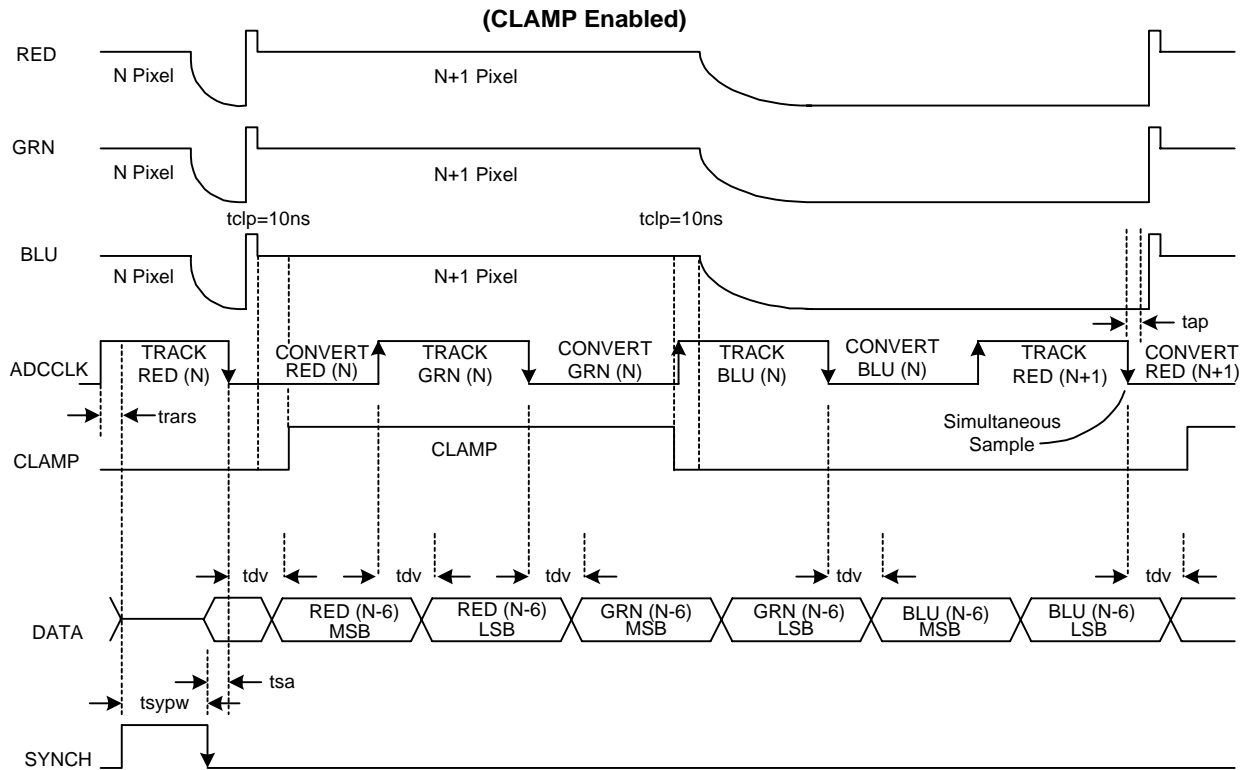 (CLAMP Enabled)
RED
N Pixel
N+1 Pixel
GRN
N Pixel
N+1 Pixel
tclp=10ns
tclp=10ns
BLU
N Pixel
N+1 Pixel
tap
ADCCLK
TRACK
RED (N)
CONVERT
RED (N)
TRACK
GRN (N)
CONVERT
GRN (N)
TRACK
BLU (N)
CONVERT
BLU (N)
TRACK
RED (N+1)
CONVERT
RED (N+1)
trars
Simultaneous
Sample
CLAMP
CLAMP
tdv
tdv
tdv
tdv
tdv
DATA
RED (N-6)
MSB
RED (N-6)
LSB
GRN (N-6)
MSB
GRN (N-6)
LSB
BLU (N-6)
MSB
BLU (N-6)
LSB
tsa
tsypw
SYNCH